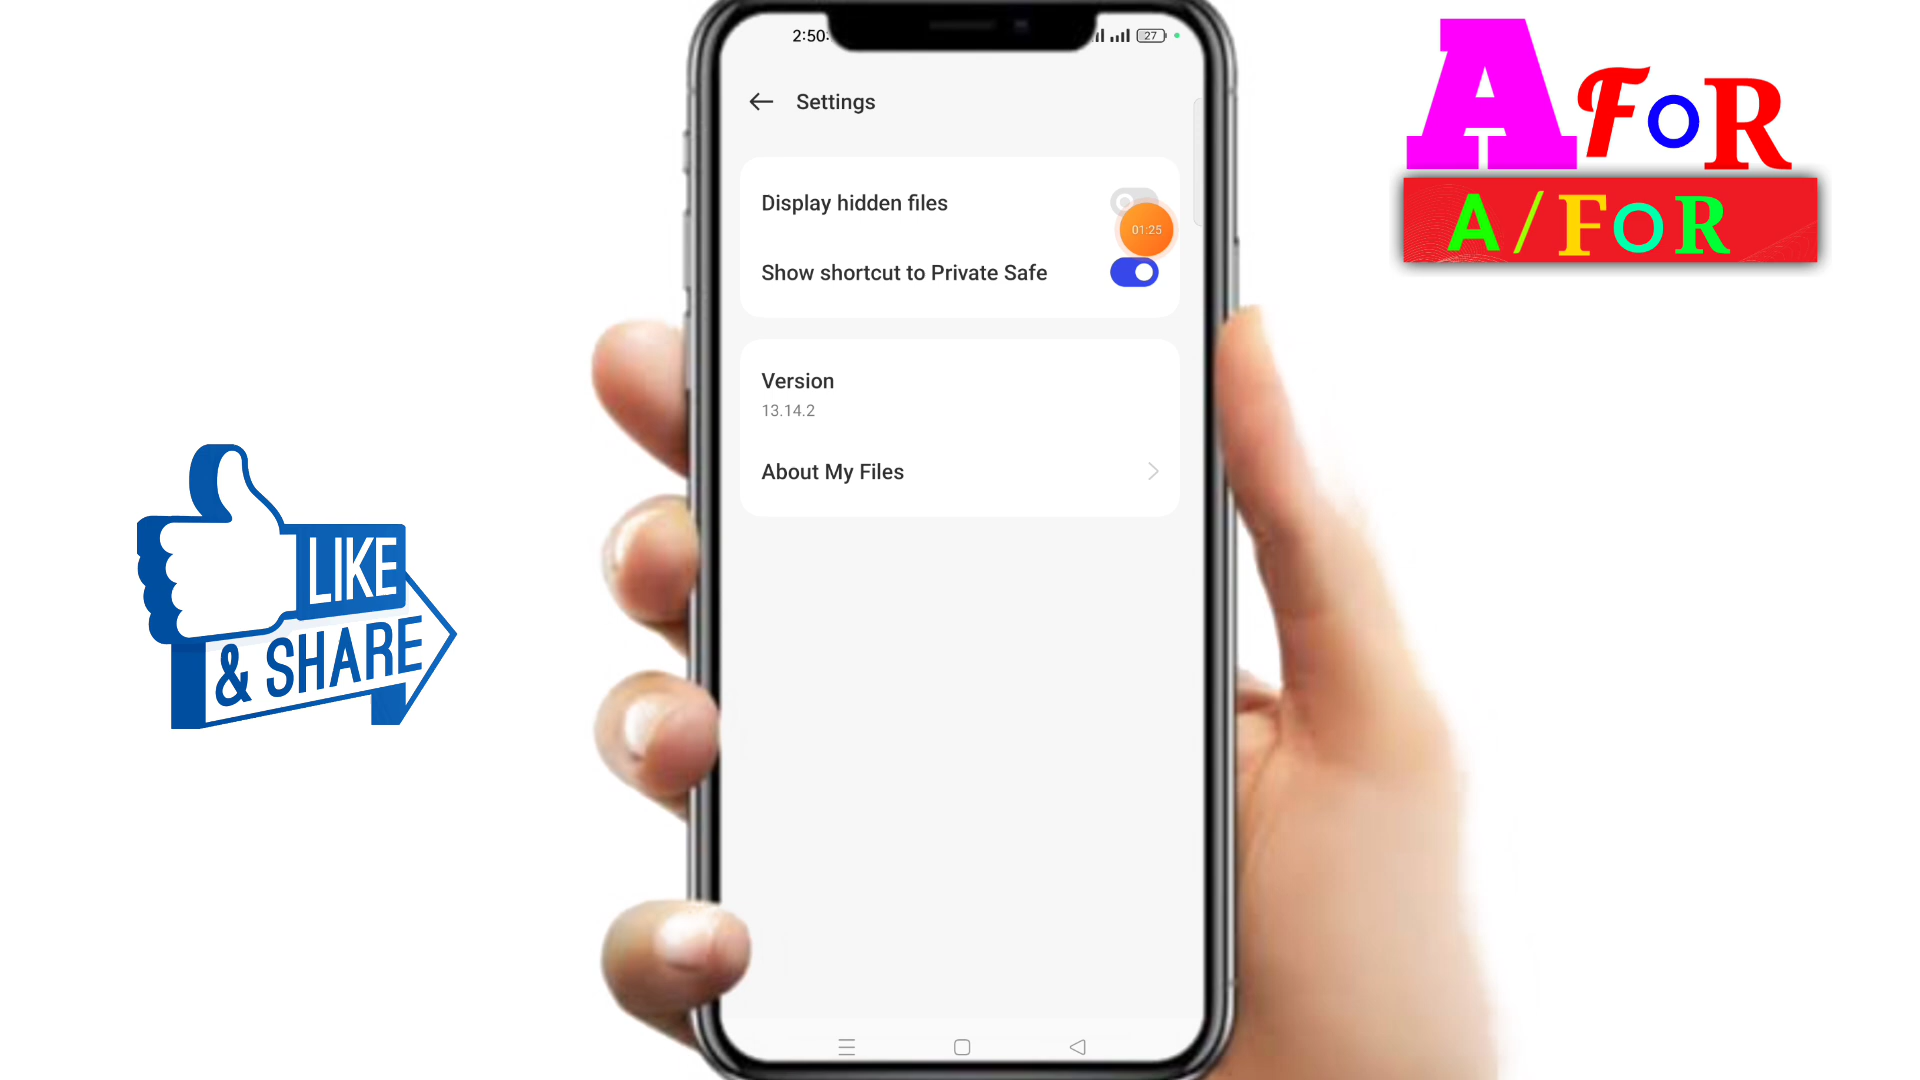 2:50
27
Settings
Display hidden files
01:25
Show shortcut to Private Safe
Version
13.14.2
About My Files
A FoR
A/FoR
LIKE
& SHARE